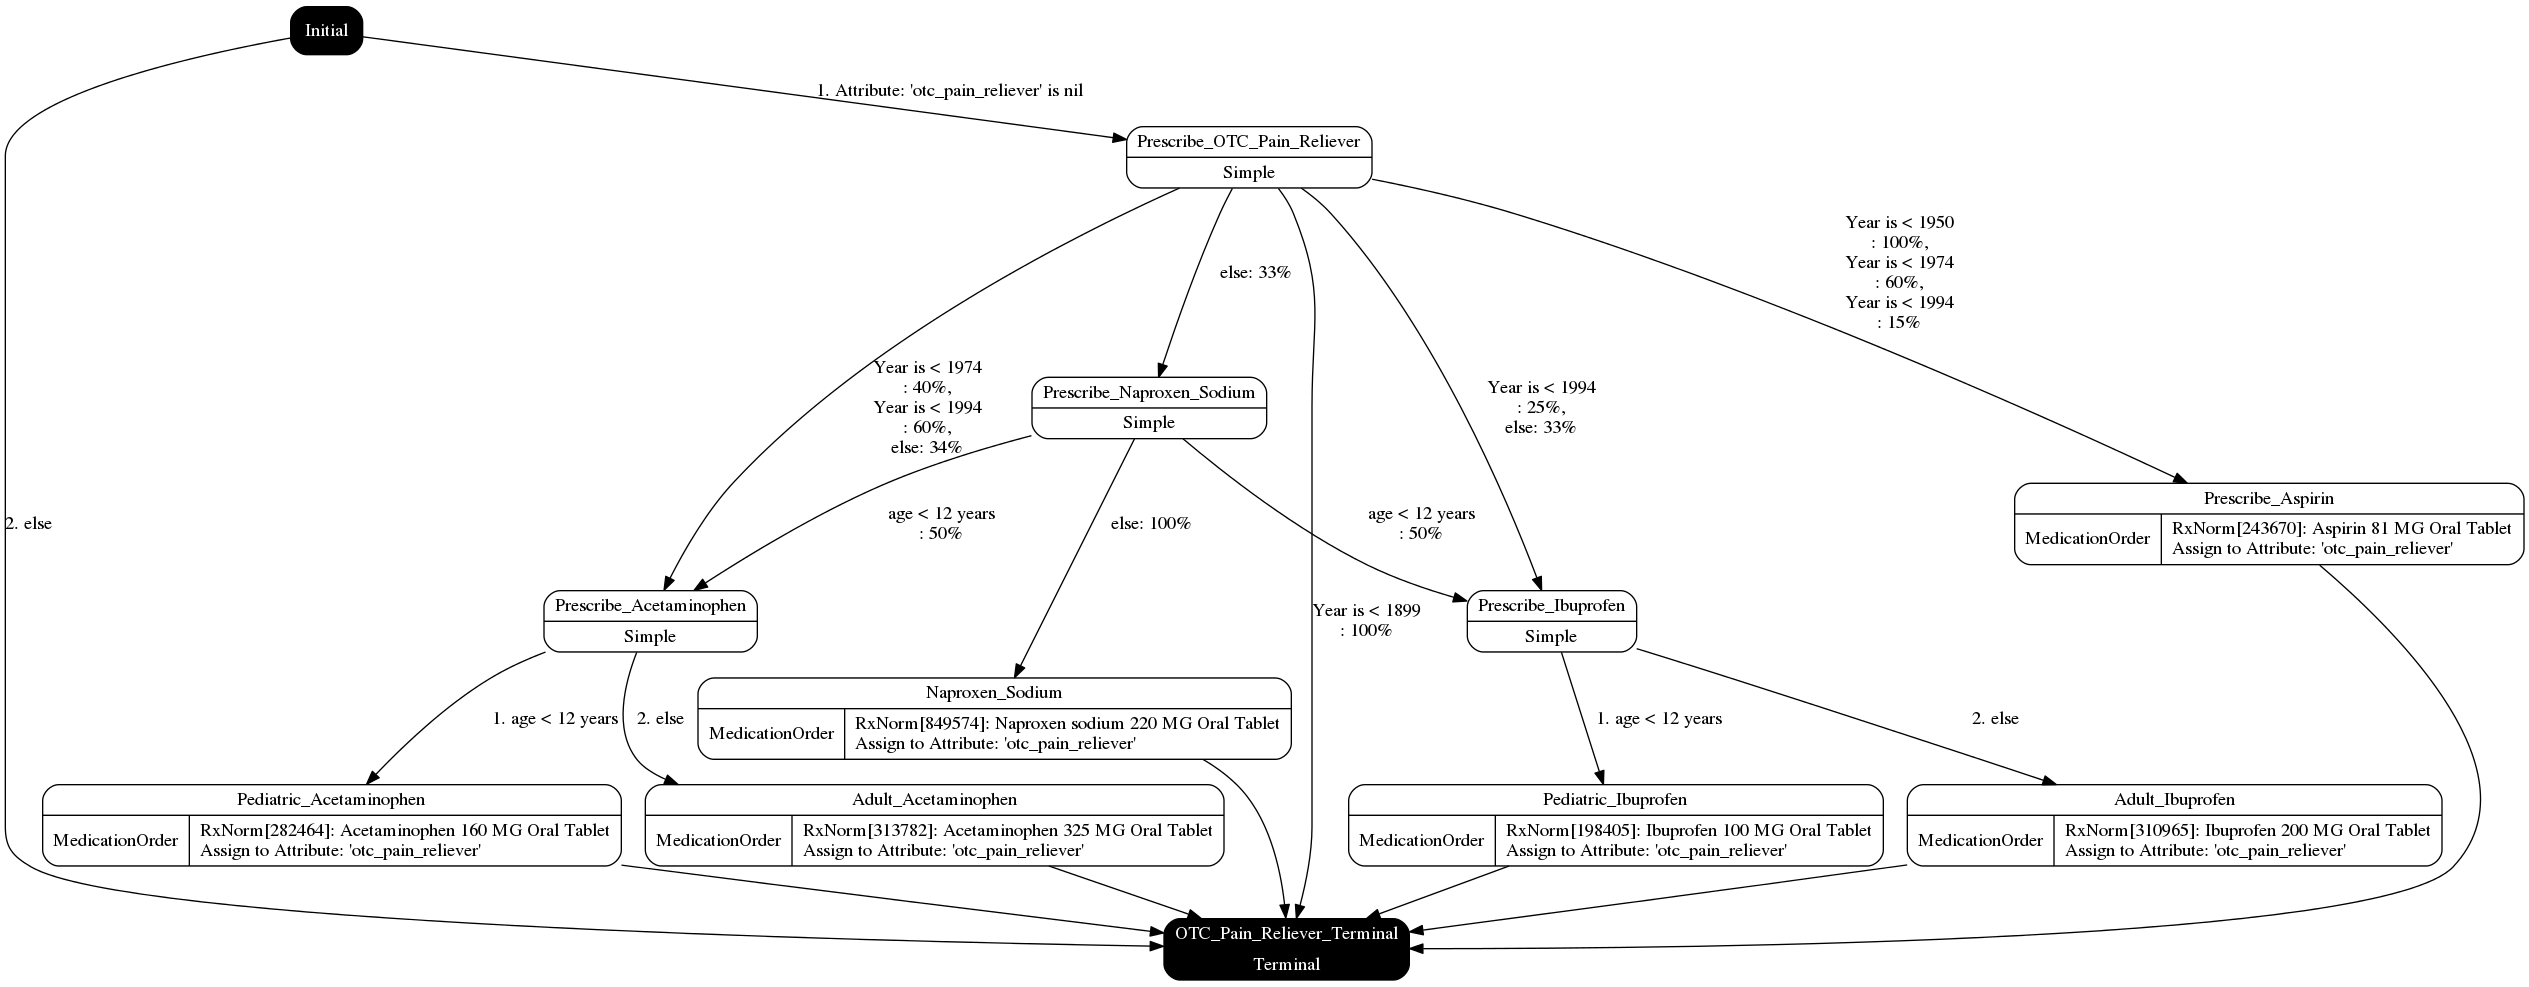 Initial
1. Attribute: 'otc_pain_reliever' is nil
Prescribe_OTC_Pain_Reliever
Simple
Year is < 1950
: 100%,
Year is < 1974
: 60%,
Year is < 1994
: 15%
else: 33%
Year is < 1974
: 40%,
Year is < 1994
: 60%,
else: 34%
Prescribe_Naproxen_Sodium
Simple
Year is < 1994
: 25%,
else: 33%
2. else
age < 12 years
: 50%
else: 100%
age < 12 years
: 50%
Prescribe_Aspirin
MedicationOrder
RxNorm[243670]: Aspirin 81 MG Oral Tablet
Assign to Attribute: 'otc_pain_reliever'
Prescribe_Acetaminophen
Simple
Year is < 1899
: 100%
Prescribe_Ibuprofen
Simple
1. age < 12 years
2. else
Naproxen_Sodium
MedicationOrder
RxNorm[849574]: Naproxen sodium 220 MG Oral Tablet
Assign to Attribute: 'otc_pain_reliever'
1. age < 12 years
2. else
Pediatric_Acetaminophen
MedicationOrder
RxNorm[282464]: Acetaminophen 160 MG Oral Tablet
Assign to Attribute: 'otc_pain_reliever'
Adult_Acetaminophen
MedicationOrder
RxNorm[313782]: Acetaminophen 325 MG Oral Tablet
Assign to Attribute: 'otc_pain_reliever'
Pediatric_Ibuprofen
MedicationOrder
RxNorm[198405]: Ibuprofen 100 MG Oral Tablet
Assign to Attribute: 'otc_pain_reliever'
Adult_Ibuprofen
MedicationOrder
RxNorm[310965]: Ibuprofen 200 MG Oral Tablet
Assign to Attribute: 'otc_pain_reliever'
OTC_Pain_Reliever_Terminal
Terminal